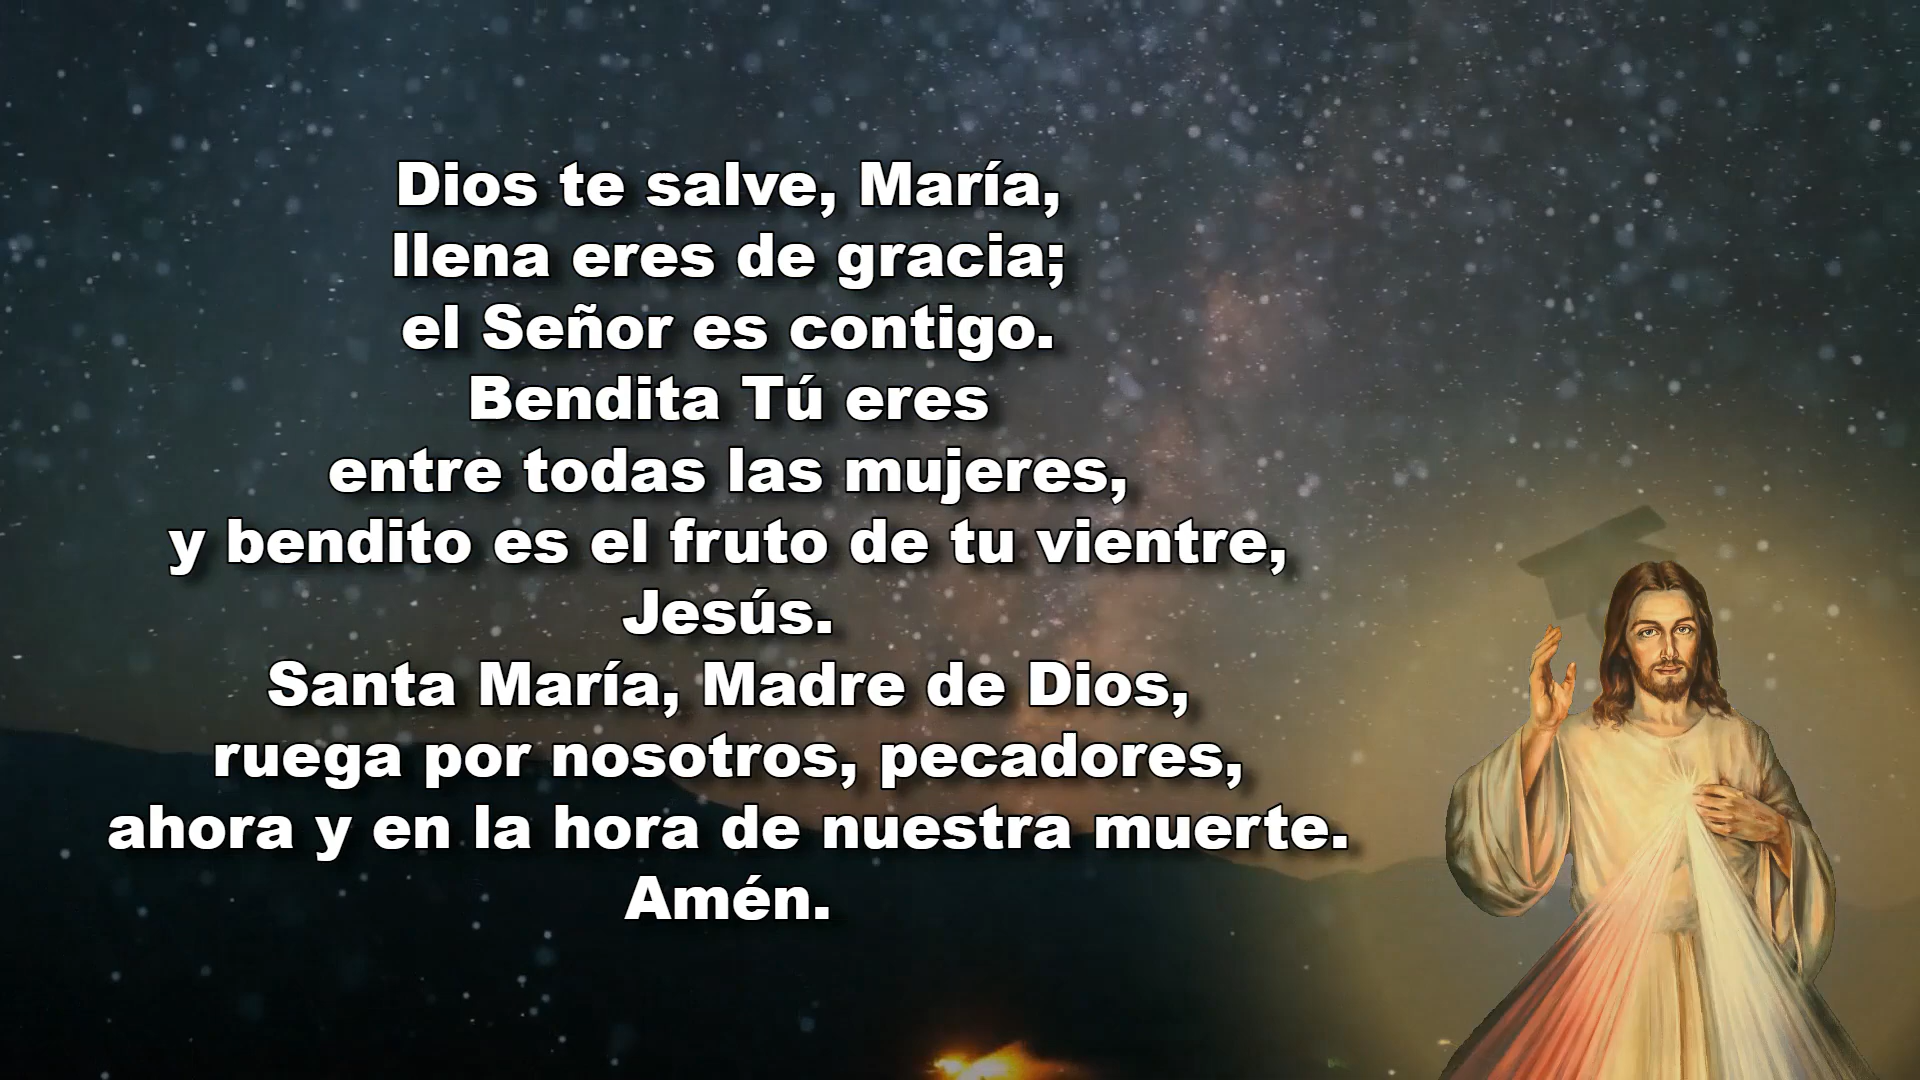 Dios te salve, María,
llena eres de gracia;
el Señor es contigo.
Bendita Tú eres
entre todas las mujeres,
y bendito es el fruto de tu vientre,
Jesús.
Santa María, Madre de Dios,
ruega por nosotros, pecadores,
ahora y en la hora de nuestra muerte.
Amén.